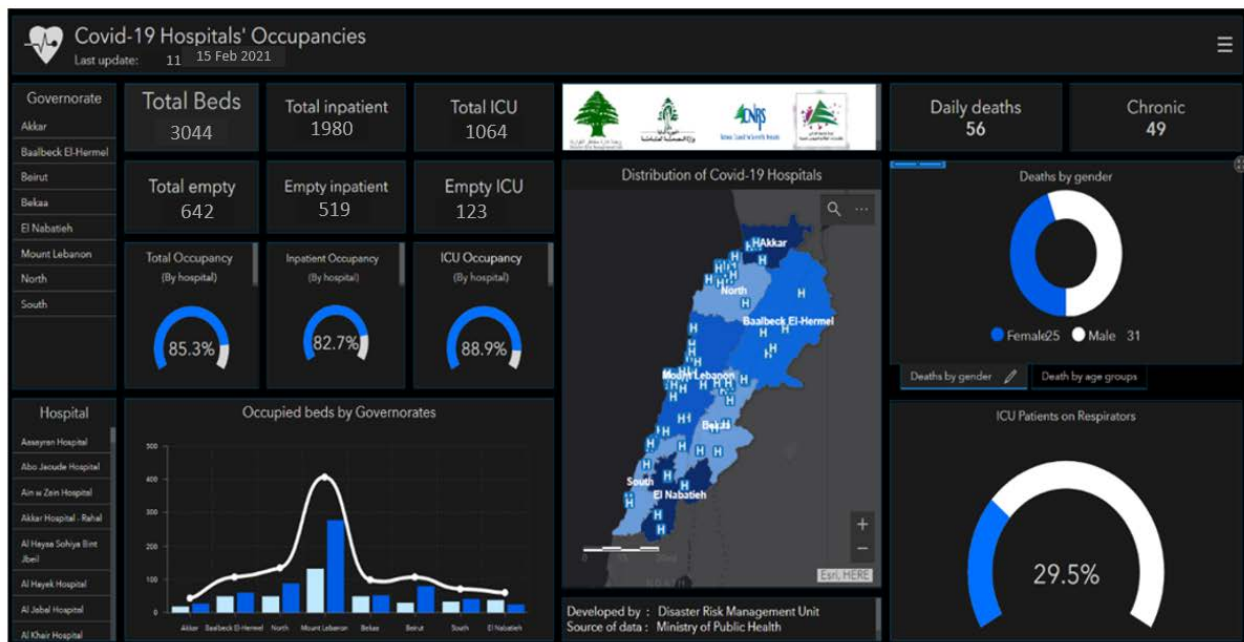 Covid-19 Hospitals' Occupancies
Last update: 11 15 Feb 2021
Governorate
Akkar
Baalbeck El-Hermel
Beirut
Bekaa
El Nabatieh
Mount Lebanon
North
South
Total Beds
3044
Total inpatient
1980
Total ICU
1064
Total empty
642
Empty inpatient
519
Empty ICU
123
Total Occupancy
(By hospital)
85.3%
Inpatient Occupancy
(By hospital)
82.7%
ICU Occupancy
(By hospital)
88.9%
CNRS
Distribution of Covid-19 Hospitals
Akkar
North
Baalbeck El-Hermel
Mount Lebanon
South
El Nabatieh
Esri, HERE
Developed by : Disaster Risk Management Unit
Source of data : Ministry of Public Health
Daily deaths
56
Chronic
49
Deaths by gender
Female25 Male 31
Deaths by gender
Death by age groups
ICU Patients on Respirators
29.5%
Hospital
Assayran Hospital
Abo Jaoude Hospital
Ain w Zein Hospital
Akkar Hospital - Rahal
Al Hayaa Sohiya Bint
Jbeil
Al Hayek Hospital
Al Jebal Hospital
Al Khair Hospital
Occupied beds by Governorates
500
400
300
200
100
0
Akkar Baalbeck El-Hermel North Mount Lebanon Bekaa Beirut South El Nabatieh